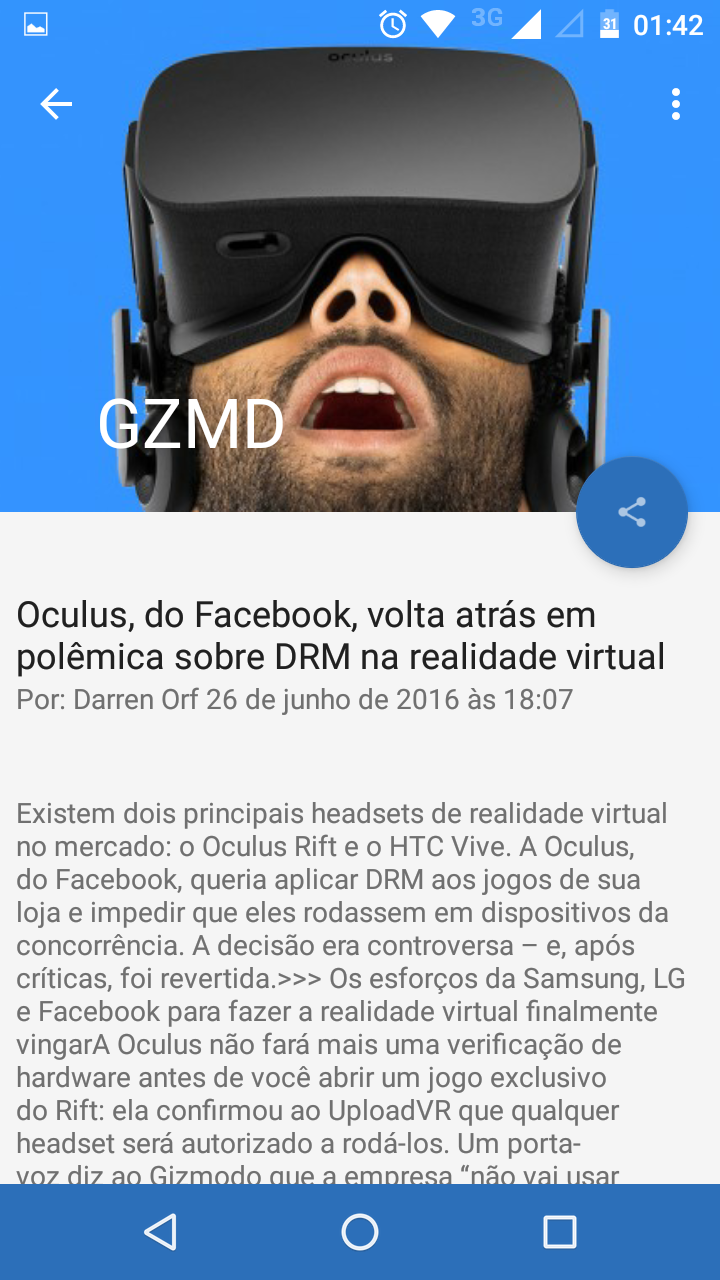 3G
31
01:42
oculus
GZMD
Oculus, do Facebook, volta atrás em
polêmica sobre DRM na realidade virtual
Por: Darren Orf 26 de junho de 2016 às 18:07
Existem dois principais headsets de realidade virtual
no mercado: o Oculus Rift e o HTC Vive. A Oculus,
do Facebook, queria aplicar DRM aos jogos de sua
loja e impedir que eles rodassem em dispositivos da
concorrência. A decisão era controversa – e, após
críticas, foi revertida.>>> Os esforços da Samsung, LG
e Facebook para fazer a realidade virtual finalmente
vingarA Oculus não fará mais uma verificação de
hardware antes de você abrir um jogo exclusivo
do Rift: ela confirmou ao UploadVR que qualquer
headset será autorizado a rodá-los. Um porta-
voz diz ao Gizmodo que a empresa “não vai usar